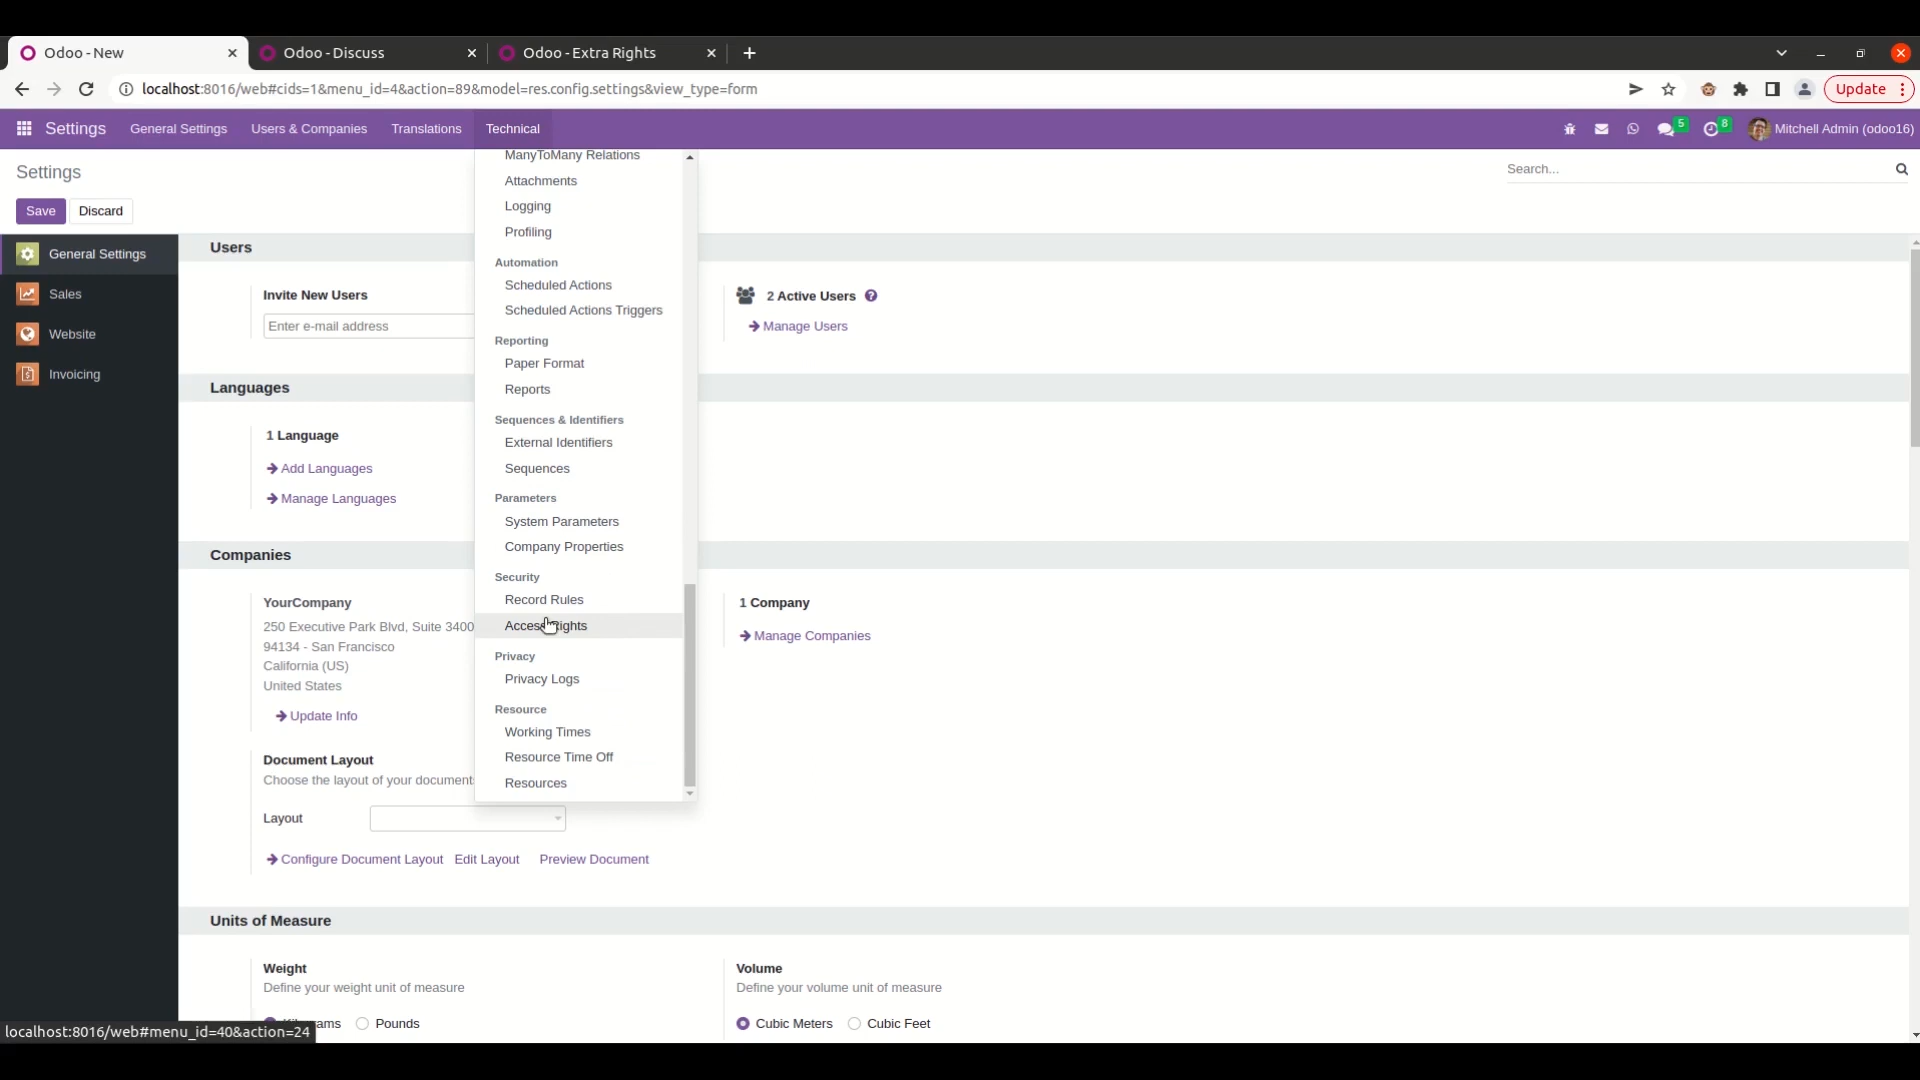 Odoo - New
Odoo - Discuss
Odoo - Extra Rights
localhost:8016/web#cids=1&menu_id=4&action=89&model=res.config.settings&view_type=form
Update
Settings
General Settings
Users & Companies
Translations
Technical
5
8
Mitchell Admin (odoo16)
Settings
Search...
Save
Discard
General Settings
Sales
Website
Invoicing
ManyToMany Relations
Attachments
Logging
Profiling
Automation
Scheduled Actions
Scheduled Actions Triggers
Reporting
Paper Format
Reports
Sequences & Identifiers
External Identifiers
Sequences
Parameters
System Parameters
Company Properties
Security
Record Rules
Access Rights
Privacy
Privacy Logs
Resource
Working Times
Resource Time Off
Resources
Users
Invite New Users
Enter e-mail address
2 Active Users
Manage Users
Languages
1 Language
Add Languages
Manage Languages
Companies
YourCompany
250 Executive Park Blvd, Suite 3400
94134 - San Francisco
California (US)
United States
Update Info
1 Company
Manage Companies
Document Layout
Choose the layout of your document
Layout
Configure Document Layout
Edit Layout
Preview Document
Units of Measure
Weight
Define your weight unit of measure
Pounds
Volume
Define your volume unit of measure
Cubic Meters
Cubic Feet
localhost:8016/web#menu_id=40&action=24